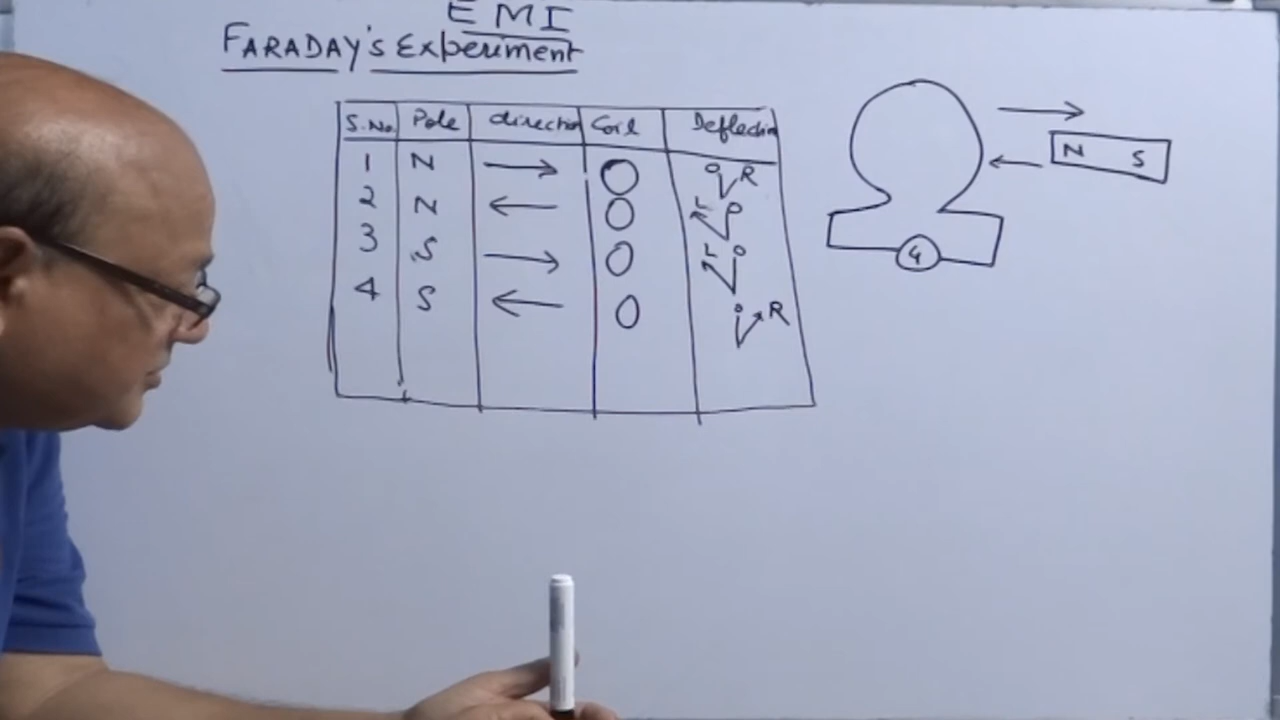 EMI
FARADAY'S Experiment
S.No. Pole direction Coil Deflection
1 N → O O R
2 N ← O L O
3 S → O L O
4 S ← O O R
N S
G